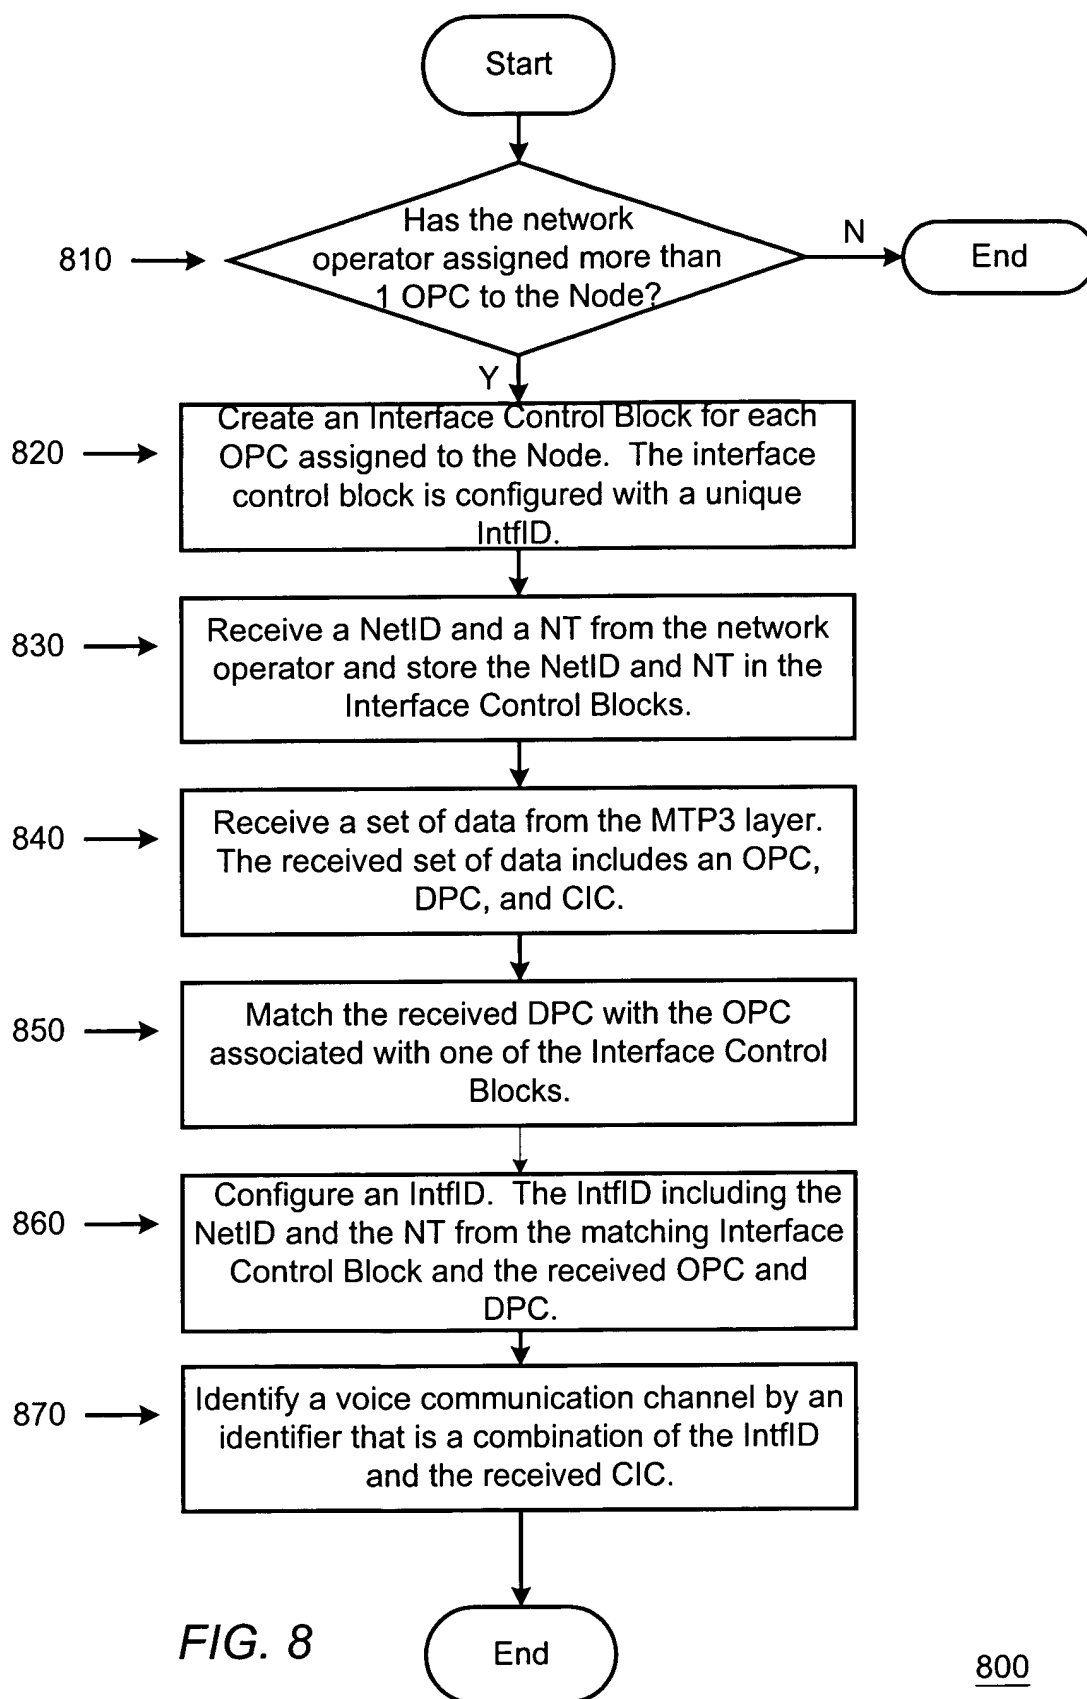 Start
Has the network
operator assigned more than
1 OPC to the Node?
810
N
End
Y
Create an Interface Control Block for each
OPC assigned to the Node. The interface
control block is configured with a unique
IntfID.
820
Receive a NetID and a NT from the network
operator and store the NetID and NT in the
Interface Control Blocks.
830
Receive a set of data from the MTP3 layer.
The received set of data includes an OPC,
DPC, and CIC.
840
Match the received DPC with the OPC
associated with one of the Interface Control
Blocks.
850
Configure an IntfID. The IntfID including the
NetID and the NT from the matching Interface
Control Block and the received OPC and
DPC.
860
Identify a voice communication channel by an
identifier that is a combination of the IntfID
and the received CIC.
870
End
FIG. 8
800